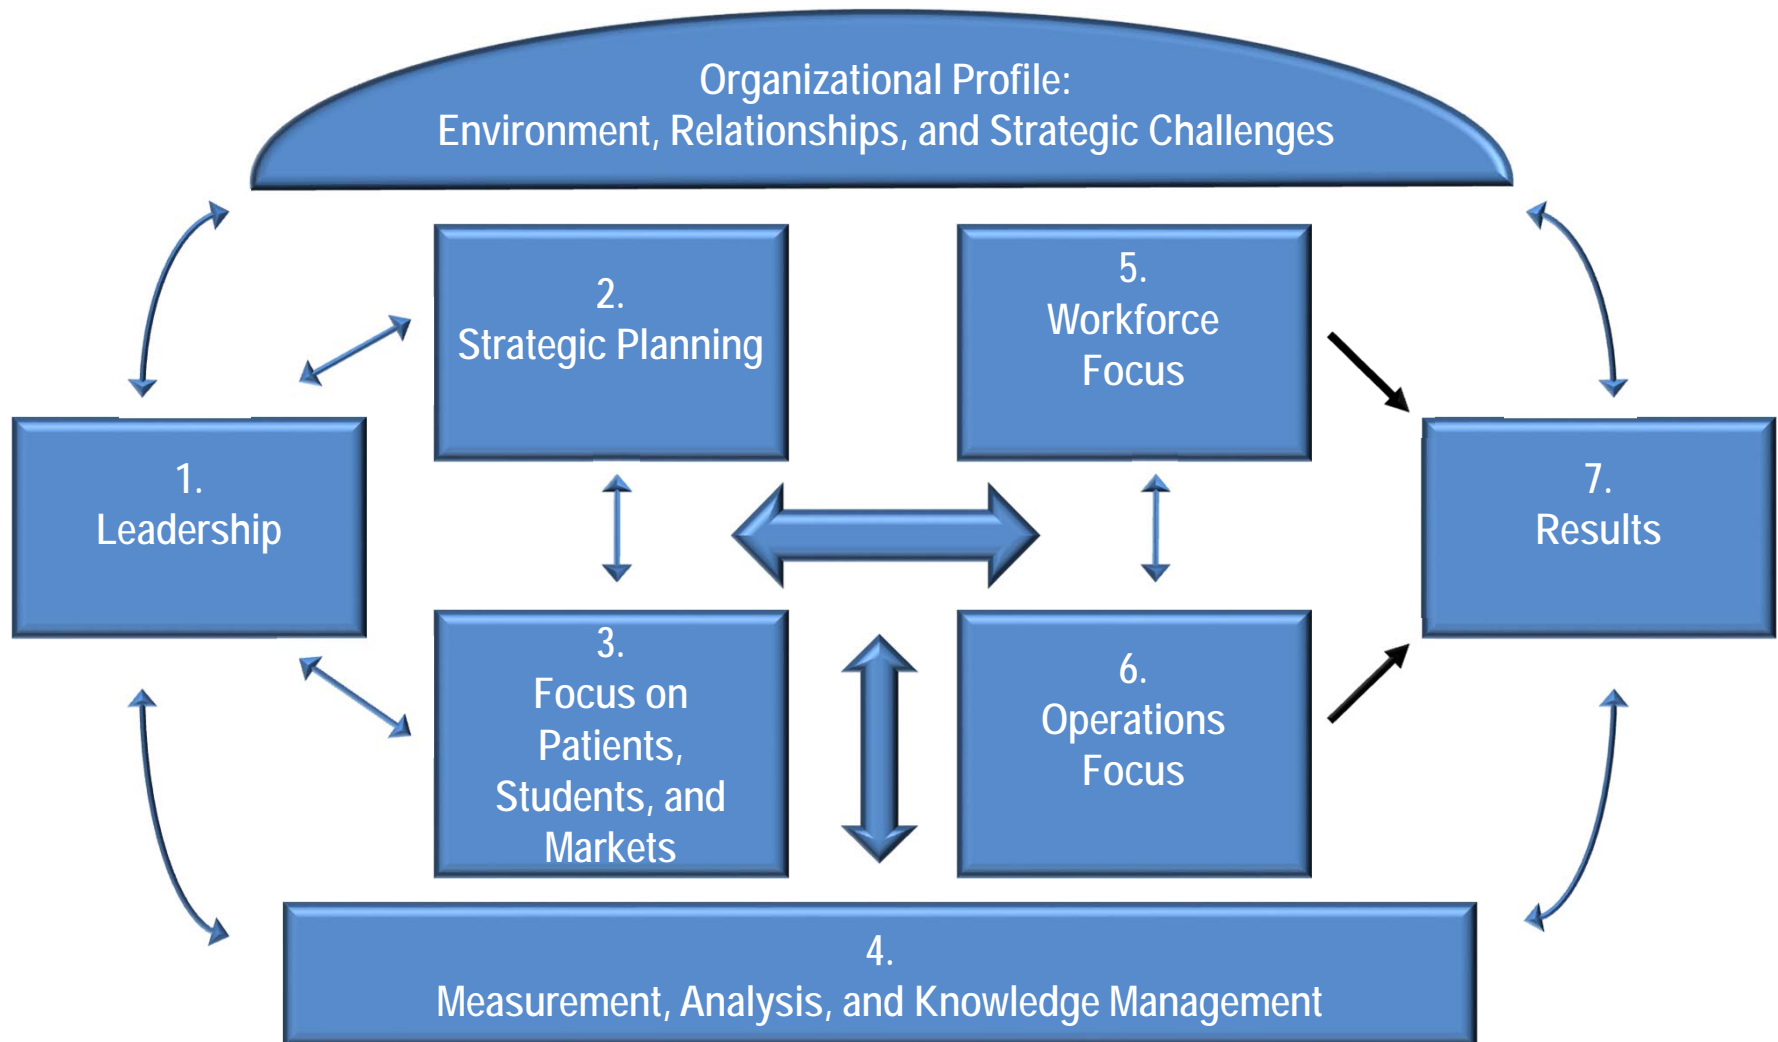 Organizational Profile:
Environment, Relationships, and Strategic Challenges
1.
Leadership
2.
Strategic Planning
3.
Focus on
Patients,
Students, and
Markets
5.
Workforce
Focus
6.
Operations
Focus
7.
Results
4.
Measurement, Analysis, and Knowledge Management